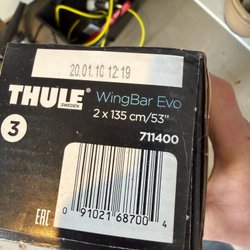 20.01.10 12:19
THULE®
SWEDEN
WingBar Evo
2 x 135 cm/53"
711400
3
EAC
0 91021 68700 4